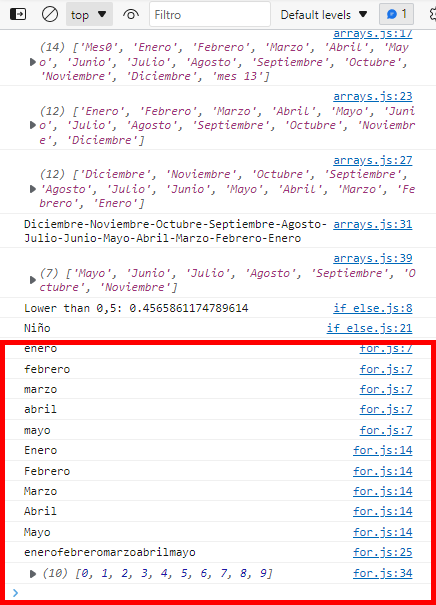 top ▼ Filtro Default levels ▼ 1
arrays.js:17
(14) ['Mes0', 'Enero', 'Febrero', 'Marzo', 'Abril', 'May
o', 'Junio', 'Julio', 'Agosto', 'Septiembre', 'Octubre',
'Noviembre', 'Diciembre', 'mes 13']
arrays.js:23
(12) ['Enero', 'Febrero', 'Marzo', 'Abril', 'Mayo', 'Juni
o', 'Julio', 'Agosto', 'Septiembre', 'Octubre', 'Noviembr
e', 'Diciembre']
arrays.js:27
(12) ['Diciembre', 'Noviembre', 'Octubre', 'Septiembre',
'Agosto', 'Julio', 'Junio', 'Mayo', 'Abril', 'Marzo', 'Fe
brero', 'Enero']
Diciembre-Noviembre-Octubre-Septiembre-Agosto- arrays.js:31
Julio-Junio-Mayo-Abril-Marzo-Febrero-Enero
arrays.js:39
(7) ['Mayo', 'Junio', 'Julio', 'Agosto', 'Septiembre', 'O
ctubre', 'Noviembre']
Lower than 0,5: 0.4565861174789614 if else.js:8
Niño if else.js:21
enero for.js:7
febrero for.js:7
marzo for.js:7
abril for.js:7
mayo for.js:7
Enero for.js:14
Febrero for.js:14
Marzo for.js:14
Abril for.js:14
Mayo for.js:14
enerofebreromarzoabrilmayo for.js:25
(10) [0, 1, 2, 3, 4, 5, 6, 7, 8, 9] for.js:34